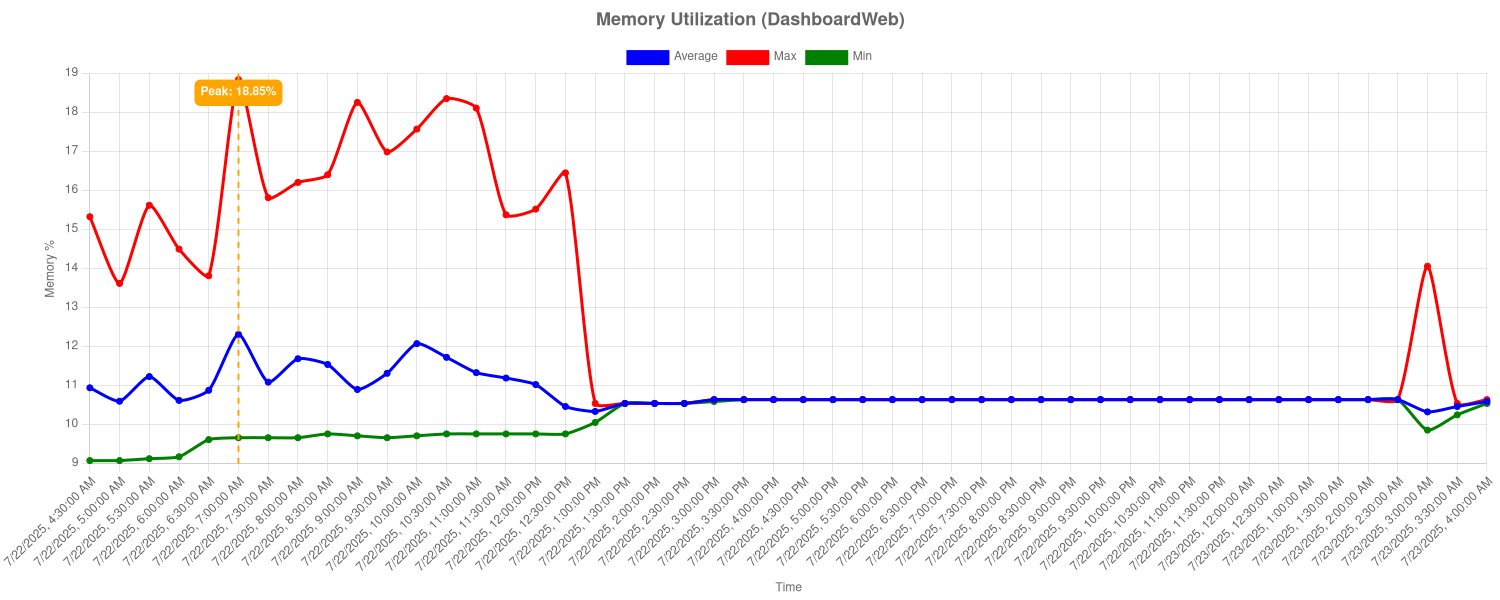 Memory Utilization (DashboardWeb)
Average
Max
Min
Peak: 18.85%
19
18
17
16
15
14
13
12
11
10
9
Memory %
7/22/2025, 4:30:00 AM
7/22/2025, 5:00:00 AM
7/22/2025, 5:30:00 AM
7/22/2025, 6:00:00 AM
7/22/2025, 6:30:00 AM
7/22/2025, 7:00:00 AM
7/22/2025, 7:30:00 AM
7/22/2025, 8:00:00 AM
7/22/2025, 8:30:00 AM
7/22/2025, 9:00:00 AM
7/22/2025, 9:30:00 AM
7/22/2025, 10:00:00 AM
7/22/2025, 10:30:00 AM
7/22/2025, 11:00:00 AM
7/22/2025, 11:30:00 AM
7/22/2025, 12:00:00 PM
7/22/2025, 12:30:00 PM
7/22/2025, 1:00:00 PM
7/22/2025, 1:30:00 PM
7/22/2025, 2:00:00 PM
7/22/2025, 2:30:00 PM
7/22/2025, 3:00:00 PM
7/22/2025, 3:30:00 PM
7/22/2025, 4:00:00 PM
7/22/2025, 4:30:00 PM
7/22/2025, 5:00:00 PM
7/22/2025, 5:30:00 PM
7/22/2025, 6:00:00 PM
7/22/2025, 6:30:00 PM
7/22/2025, 7:00:00 PM
7/22/2025, 7:30:00 PM
7/22/2025, 8:00:00 PM
7/22/2025, 8:30:00 PM
7/22/2025, 9:00:00 PM
7/22/2025, 9:30:00 PM
7/22/2025, 10:00:00 PM
7/22/2025, 10:30:00 PM
7/22/2025, 11:00:00 PM
7/22/2025, 11:30:00 PM
7/23/2025, 12:00:00 AM
7/23/2025, 12:30:00 AM
7/23/2025, 1:00:00 AM
7/23/2025, 1:30:00 AM
7/23/2025, 2:00:00 AM
7/23/2025, 2:30:00 AM
7/23/2025, 3:00:00 AM
7/23/2025, 3:30:00 AM
7/23/2025, 4:00:00 AM
Time